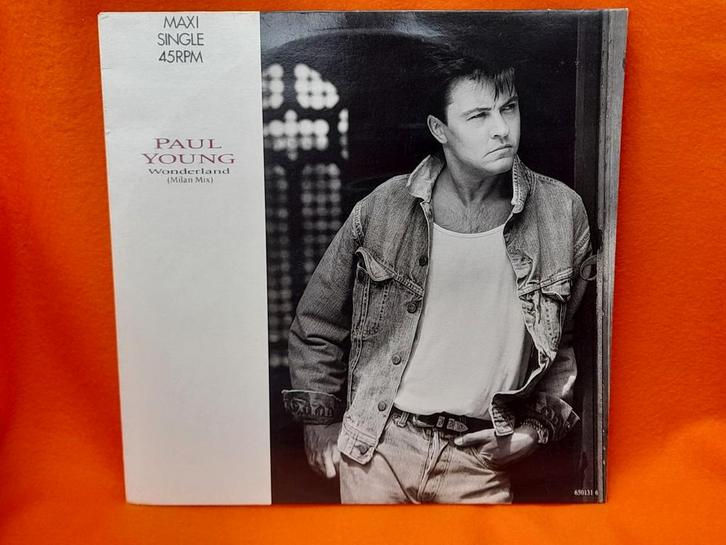 MAXI
SINGLE
45RPM
PAUL
YOUNG
Wonderland
(Milan Mix)
650131 6